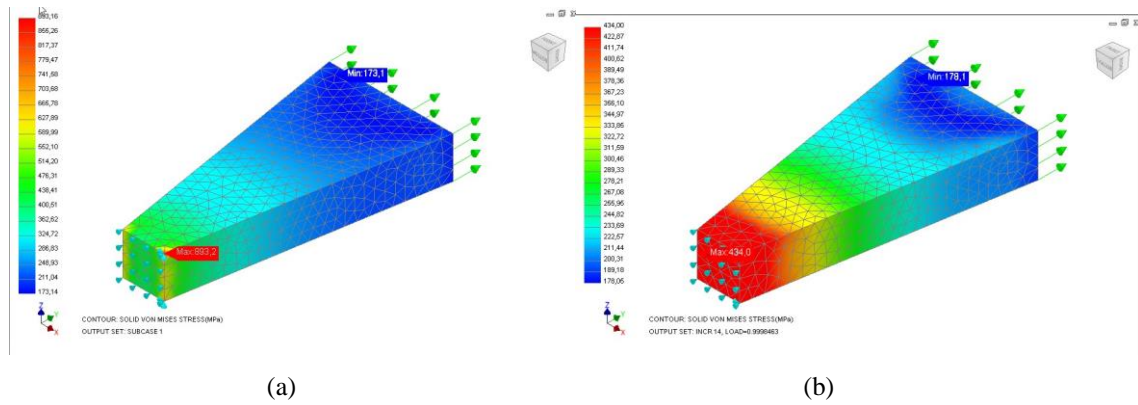 893,16
855,26
817,37
779,47
741,58
703,68
665,78
627,89
589,99
552,10
514,20
476,31
438,41
400,51
362,62
324,72
286,83
248,93
211,04
173,14
Min:173,1
Max:893,2
Z
Y
X
CONTOUR: SOLID VON MISES STRESS(MPa)
OUTPUT SET: SUBCASE 1
(a)
434,00
422,87
411,74
400,62
389,49
378,36
367,23
356,10
344,97
333,85
322,72
311,59
300,46
289,33
278,21
267,08
255,95
244,82
233,69
222,57
211,44
200,31
189,18
178,05
Min:178,1
Max:434,0
Z
Y
X
CONTOUR: SOLID VON MISES STRESS(MPa)
OUTPUT SET: INCR 14, LOAD=0.9998463
(b)